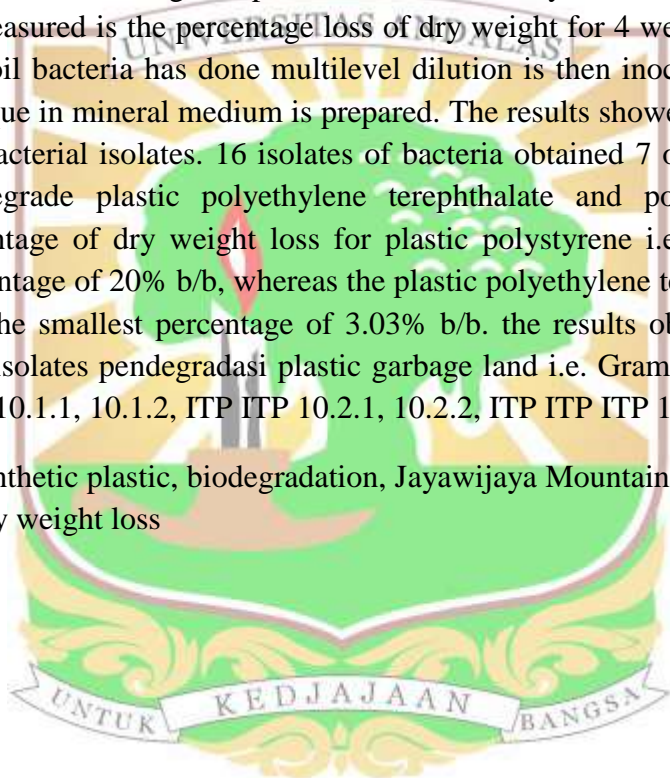 UNIVERSITAS ANDALAS
easured is the percentage loss of dry weight for 4 we
oil bacteria has done multilevel dilution is then inoc
ue in mineral medium is prepared. The results showe
acterial isolates. 16 isolates of bacteria obtained 7 o
egrade plastic polyethylene terephthalate and po
ntage of dry weight loss for plastic polystyrene i.e
ntage of 20% b/b, whereas the plastic polyethylene te
he smallest percentage of 3.03% b/b. the results ob
isolates pendegradasi plastic garbage land i.e. Gram
10.1.1, 10.1.2, ITP ITP 10.2.1, 10.2.2, ITP ITP ITP 1
nthetic plastic, biodegradation, Jayawijaya Mountain
y weight loss
UNTUK KEDJAJAAN BANGSA